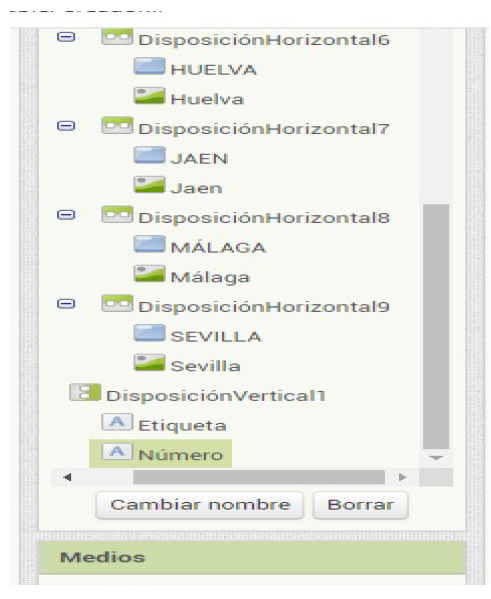 DisposiciónHorizontal6
HUELVA
Huelva
DisposiciónHorizontal7
JAEN
Jaen
DisposiciónHorizontal8
MÁLAGA
Málaga
DisposiciónHorizontal9
SEVILLA
Sevilla
DisposiciónVertical1
A Etiqueta
A Número
Cambiar nombre Borrar
Medios